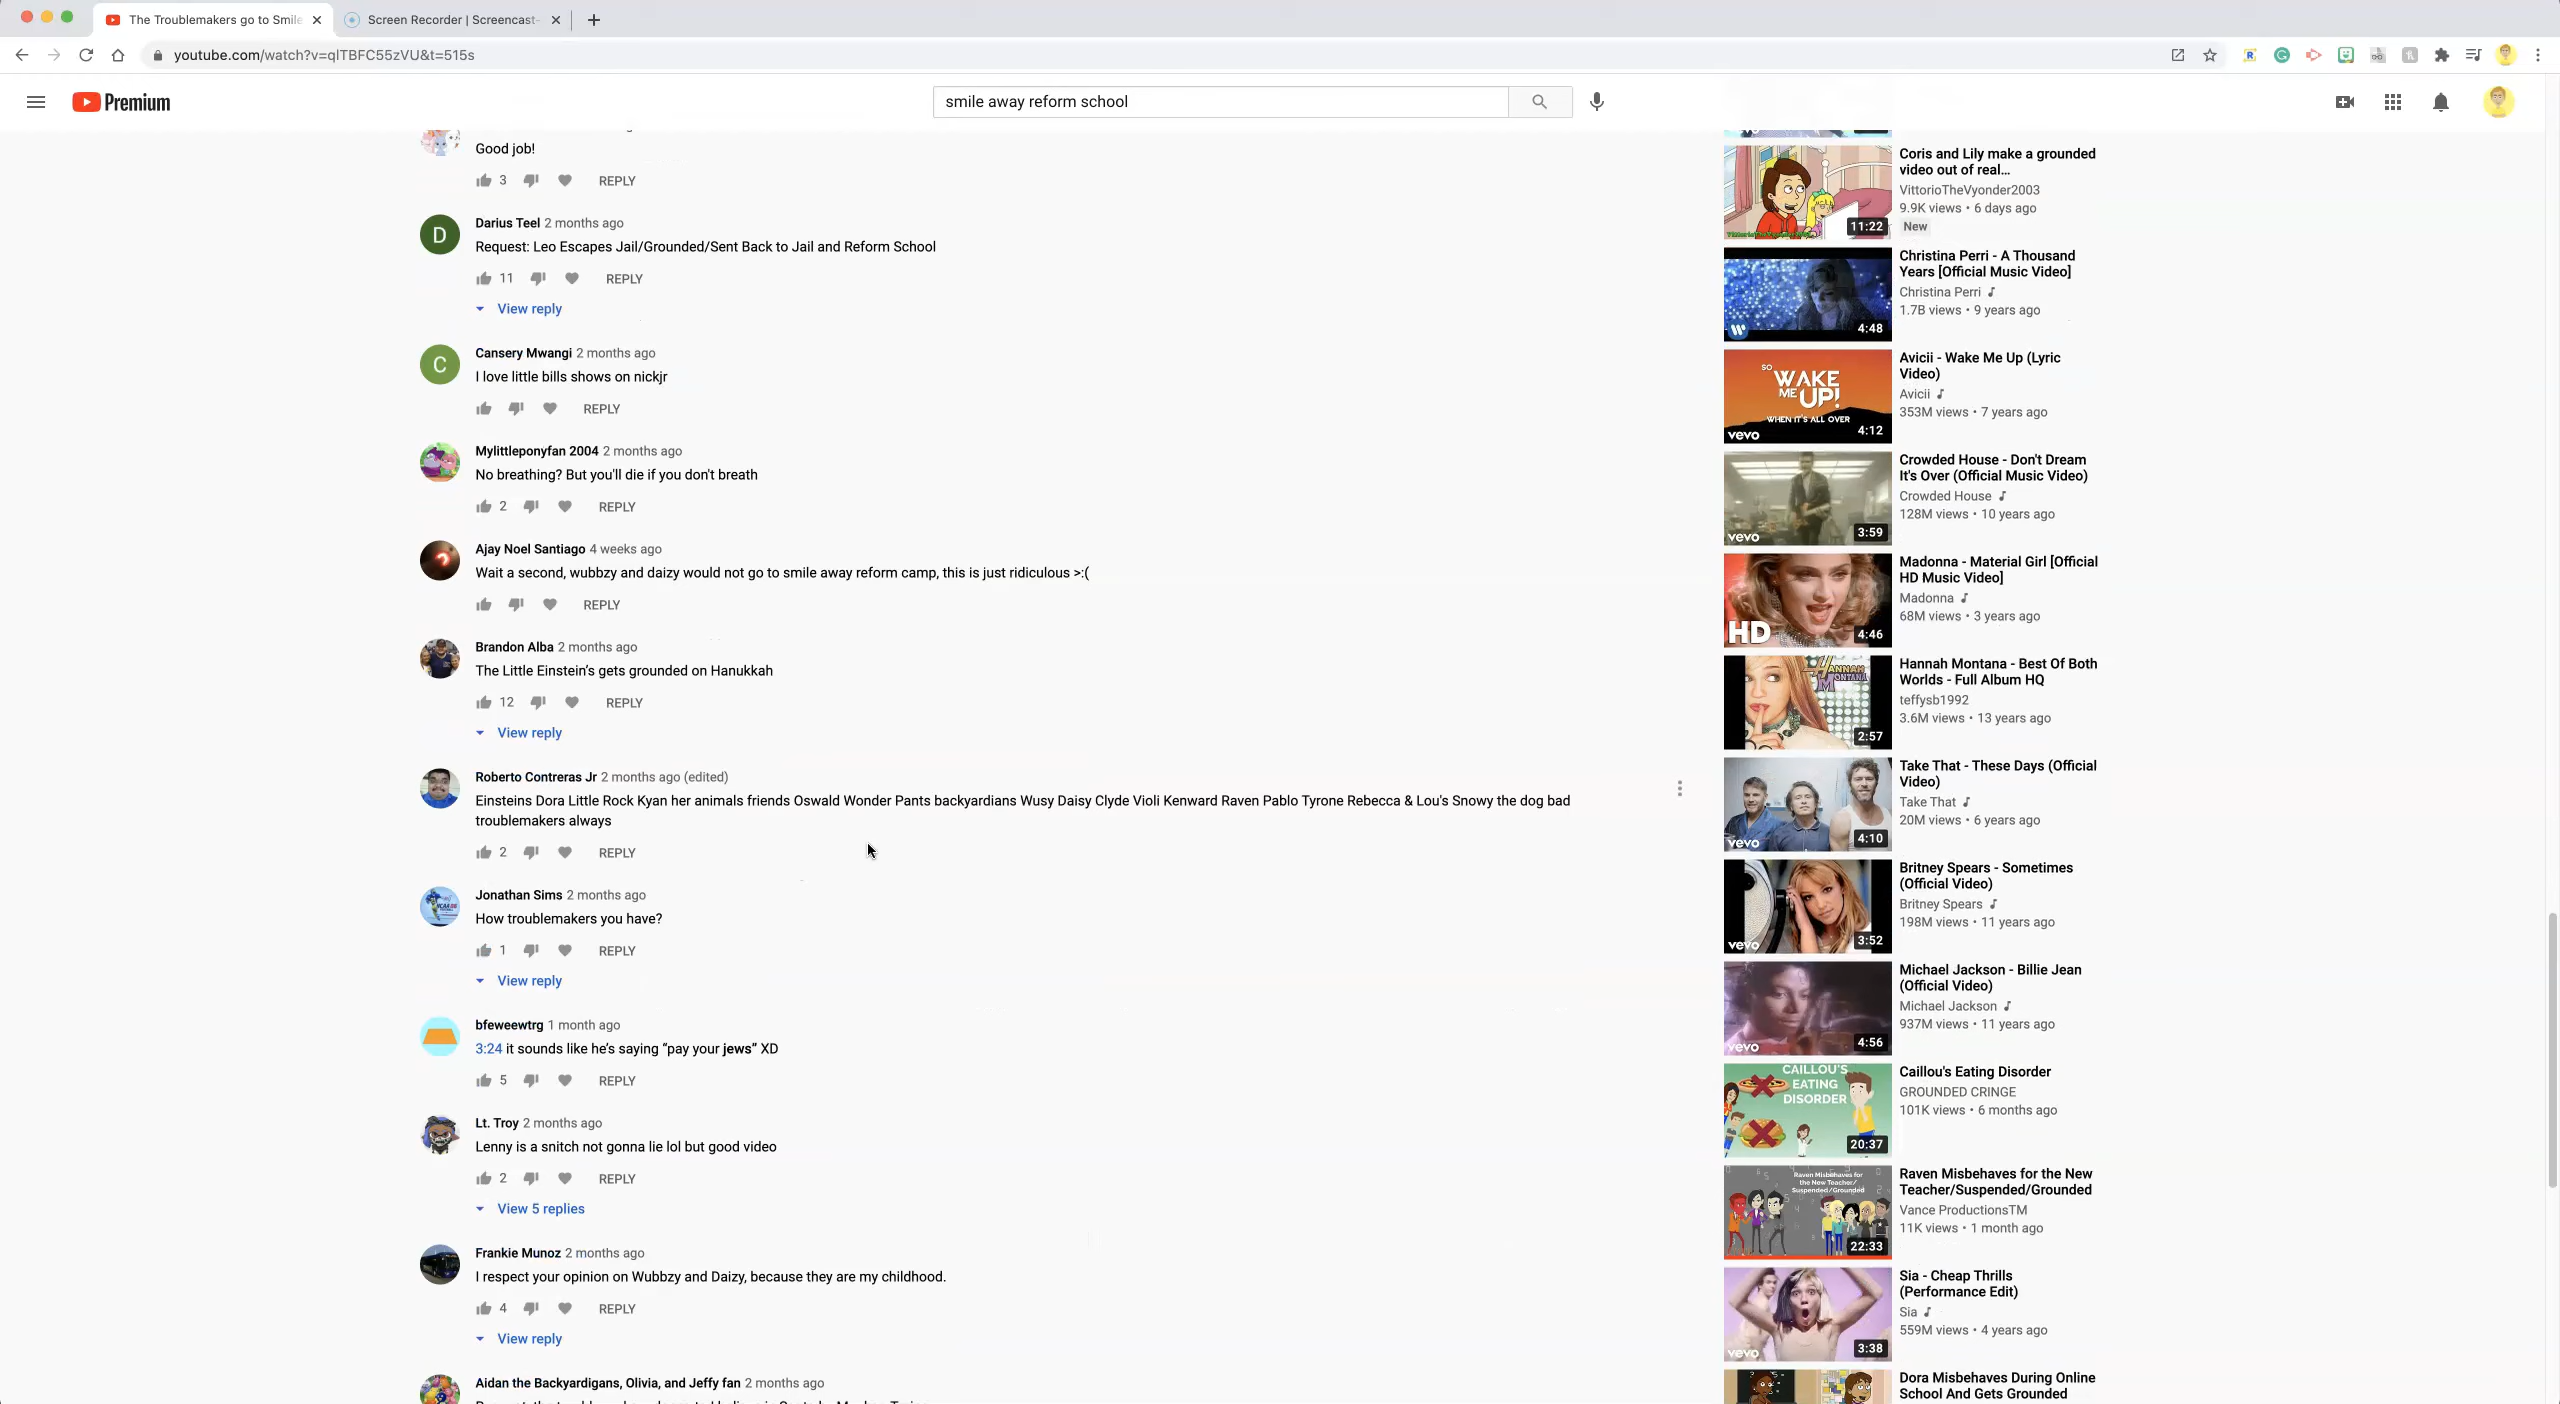 The Troublemakers go to Smile
Screen Recorder | Screencast-
youtube.com/watch?v=qlTBFC55zVU&t=515s
Premium
smile away reform school
Good job!
3
REPLY
Darius Teel 2 months ago
Request: Leo Escapes Jail/Grounded/Sent Back to Jail and Reform School
11
REPLY
View reply
Cansery Mwangi 2 months ago
I love little bills shows on nickjr
REPLY
Mylittleponyfan 2004 2 months ago
No breathing? But you'll die if you don't breath
2
REPLY
Ajay Noel Santiago 4 weeks ago
Wait a second, wubbzy and daizy would not go to smile away reform camp, this is just ridiculous >:(
REPLY
Brandon Alba 2 months ago
The Little Einstein's gets grounded on Hanukkah
12
REPLY
View reply
Roberto Contreras Jr 2 months ago (edited)
Einsteins Dora Little Rock Kyan her animals friends Oswald Wonder Pants backyardians Wusy Daisy Clyde Violi Kenward Raven Pablo Tyrone Rebecca & Lou's Snowy the dog bad
troublemakers always
2
REPLY
Jonathan Sims 2 months ago
How troublemakers you have?
1
REPLY
View reply
bfeweewtrg 1 month ago
3:24 it sounds like he's saying “pay your jews” XD
5
REPLY
Lt. Troy 2 months ago
Lenny is a snitch not gonna lie lol but good video
2
REPLY
View 5 replies
Frankie Munoz 2 months ago
I respect your opinion on Wubbzy and Daizy, because they are my childhood.
4
REPLY
View reply
Aidan the Backyardigans, Olivia, and Jeffy fan 2 months ago
11:22
Coris and Lily make a grounded
video out of real...
VittorioTheVyonder2003
9.9K views • 6 days ago
New
4:48
Christina Perri - A Thousand
Years [Official Music Video]
Christina Perri
1.7B views • 9 years ago
SO
WAKE
ME UP!
WHEN IT'S ALL OVER
vevo
4:12
Avicii - Wake Me Up (Lyric
Video)
Avicii
353M views • 7 years ago
vevo
3:59
Crowded House - Don't Dream
It's Over (Official Music Video)
Crowded House
128M views • 10 years ago
HD
4:46
Madonna - Material Girl [Official
HD Music Video]
Madonna
68M views • 3 years ago
HANNAH
MONTANA
2:57
Hannah Montana - Best Of Both
Worlds - Full Album HQ
teffysb1992
3.6M views • 13 years ago
vevo
4:10
Take That - These Days (Official
Video)
Take That
20M views • 6 years ago
vevo
3:52
Britney Spears - Sometimes
(Official Video)
Britney Spears
198M views • 11 years ago
vevo
4:56
Michael Jackson - Billie Jean
(Official Video)
Michael Jackson
937M views • 11 years ago
CAILLOU'S
EATING
DISORDER
20:37
Caillou's Eating Disorder
GROUNDED CRINGE
101K views • 6 months ago
Raven Misbehaves for
the New Teacher/
Suspended/Grounded
22:33
Raven Misbehaves for the New
Teacher/Suspended/Grounded
Vance ProductionsTM
11K views • 1 month ago
vevo
3:38
Sia - Cheap Thrills
(Performance Edit)
Sia
559M views • 4 years ago
Dora Misbehaves During Online
School And Gets Grounded